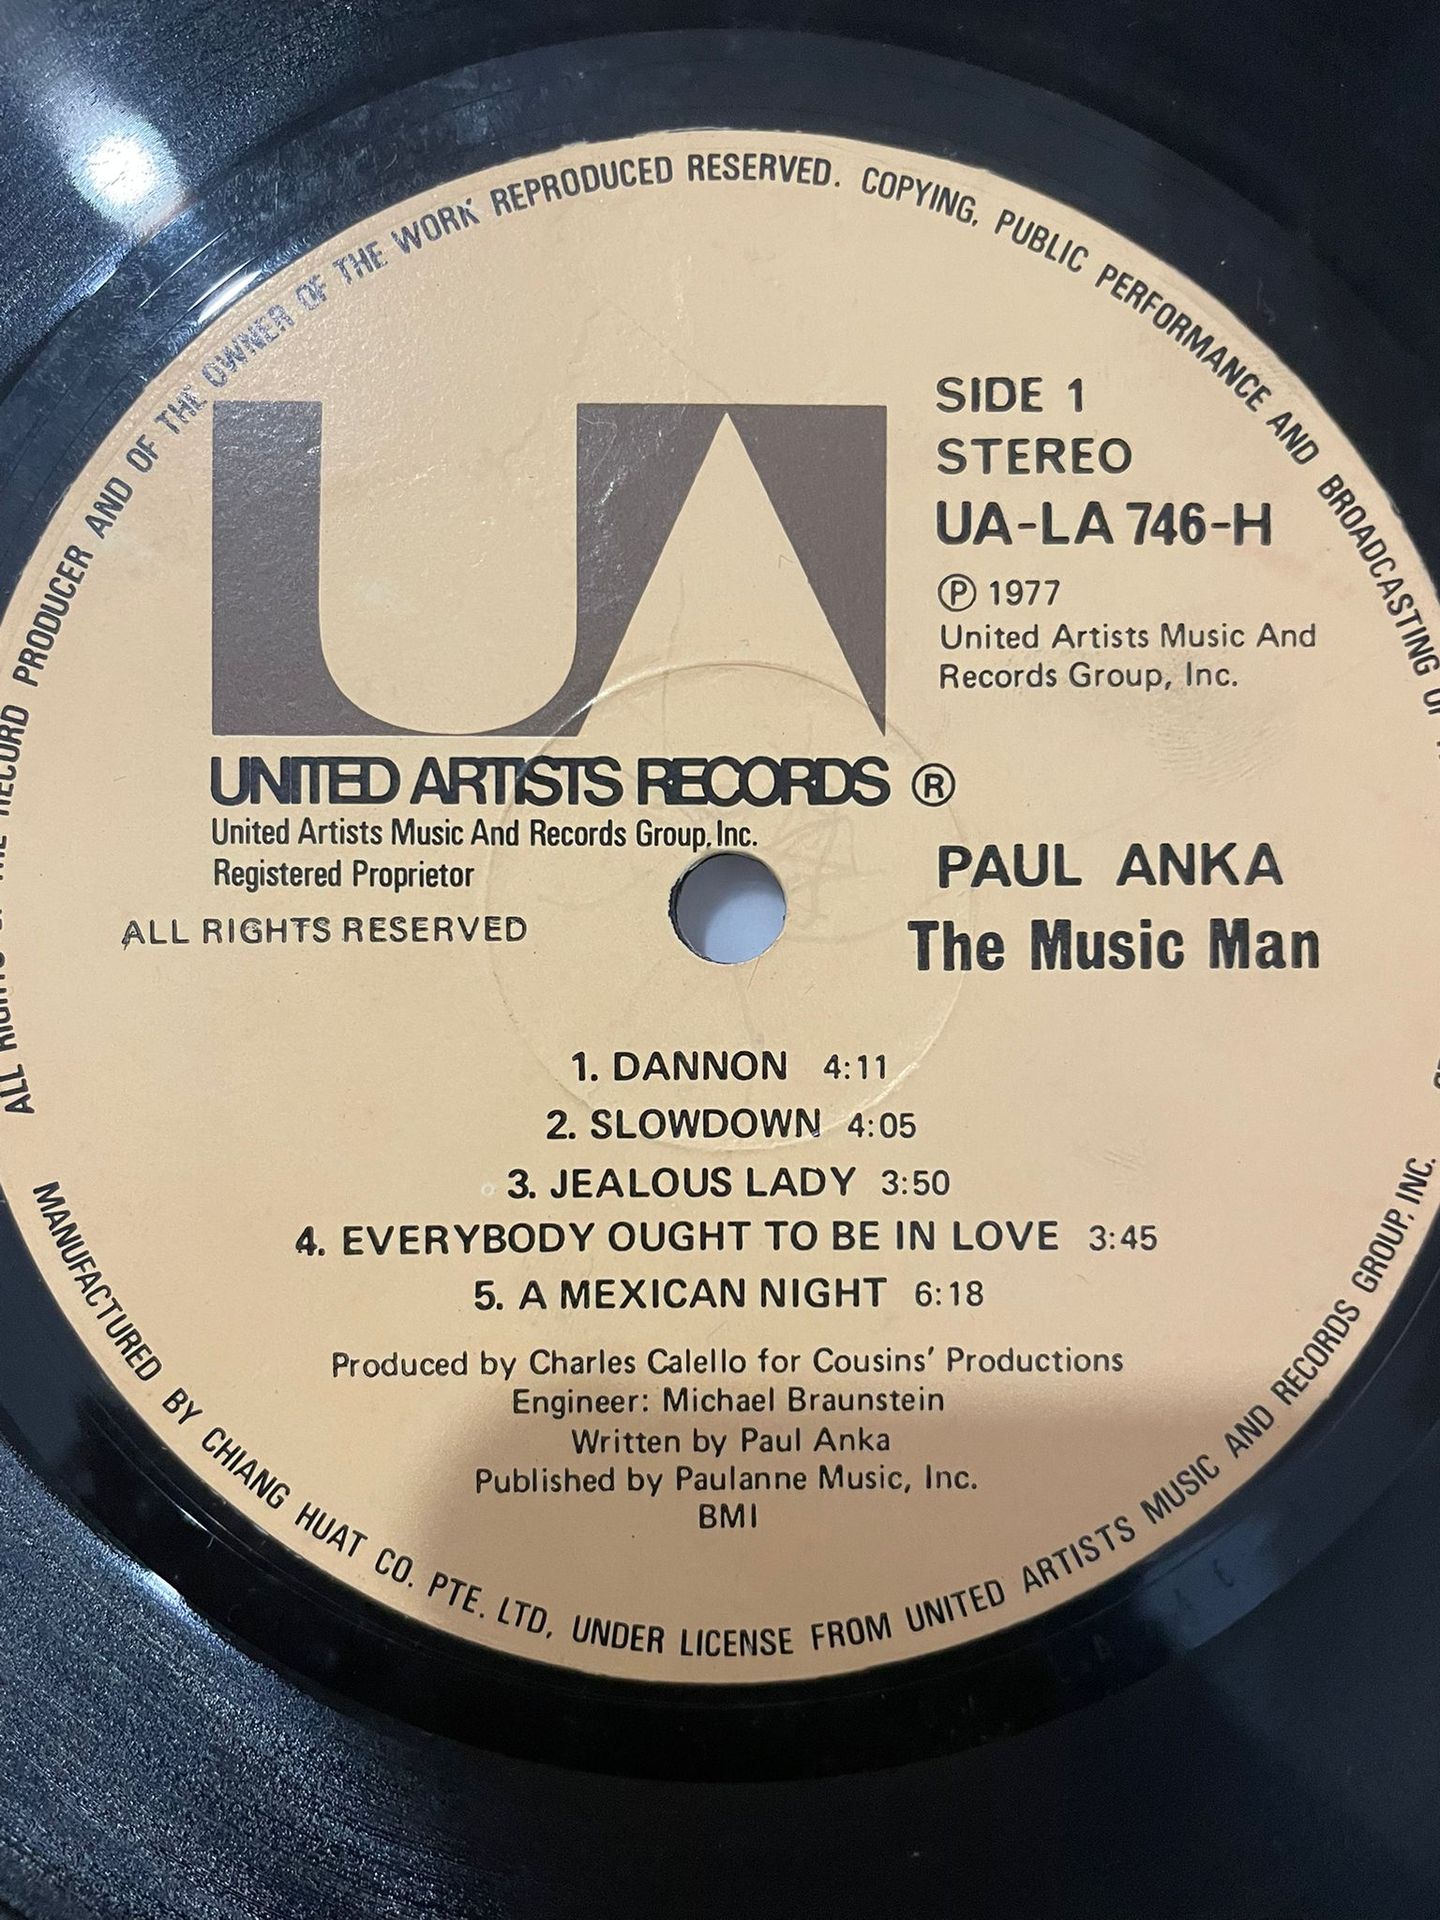 ALL RIGHTS OF THE RECORD PRODUCER AND OF THE OWNER OF THE WORK REPRODUCED RESERVED. COPYING, PUBLIC PERFORMANCE AND BROADCASTING OF
UA
SIDE 1
STEREO
UA-LA 746-H
Ⓟ 1977
United Artists Music And
Records Group, Inc.
UNITED ARTISTS RECORDS ®
United Artists Music And Records Group, Inc.
Registered Proprietor
ALL RIGHTS RESERVED
PAUL ANKA
The Music Man
1. DANNON 4:11
2. SLOWDOWN 4:05
3. JEALOUS LADY 3:50
4. EVERYBODY OUGHT TO BE IN LOVE 3:45
5. A MEXICAN NIGHT 6:18
Produced by Charles Calello for Cousins' Productions
Engineer: Michael Braunstein
Written by Paul Anka
Published by Paulanne Music, Inc.
BMI
MANUFACTURED BY CHIANG HUAT CO. PTE. LTD, UNDER LICENSE FROM UNITED ARTISTS MUSIC AND RECORDS GROUP, INC.